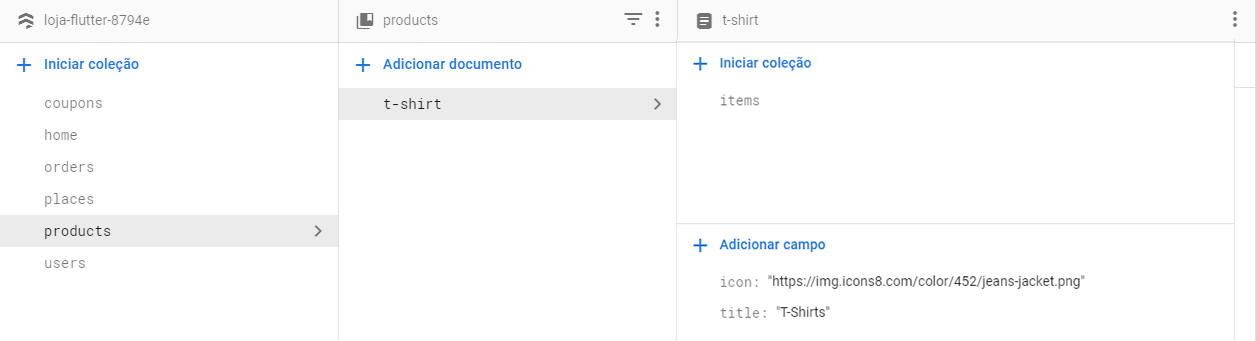 loja-flutter-8794e
Iniciar coleção
coupons
home
orders
places
products
users
products
Adicionar documento
t-shirt
t-shirt
Iniciar coleção
items
Adicionar campo
icon: "https://img.icons8.com/color/452/jeans-jacket.png"
title: "T-Shirts"